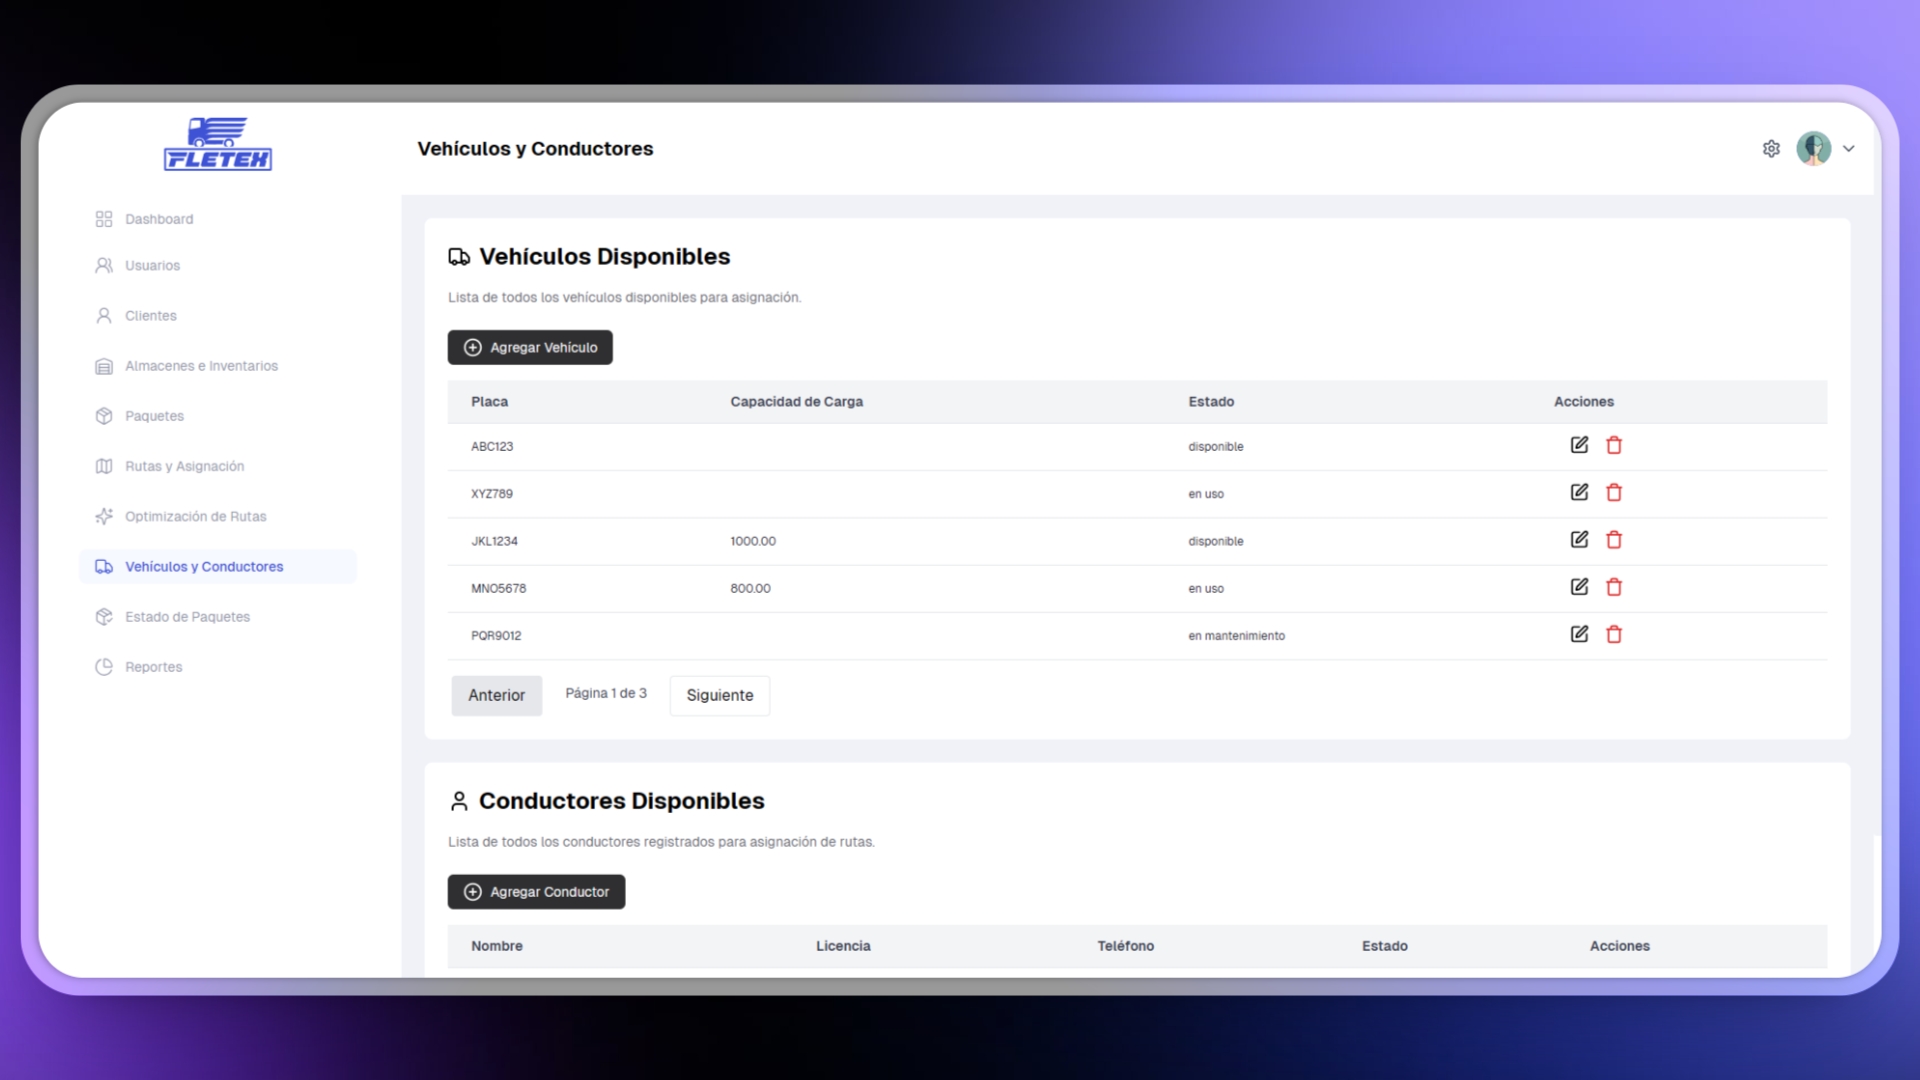 FLETEX
Vehículos y Conductores
Dashboard
Usuarios
Clientes
Almacenes e Inventarios
Paquetes
Rutas y Asignación
Optimización de Rutas
Vehículos y Conductores
Estado de Paquetes
Reportes
Vehículos Disponibles
Lista de todos los vehículos disponibles para asignación.
Agregar Vehículo
Placa Capacidad de Carga Estado Acciones
ABC123 disponible
XYZ789 en uso
JKL1234 1000.00 disponible
MNO5678 800.00 en uso
PQR9012 en mantenimiento
Anterior Página 1 de 3 Siguiente
Conductores Disponibles
Lista de todos los conductores registrados para asignación de rutas.
Agregar Conductor
Nombre Licencia Teléfono Estado Acciones